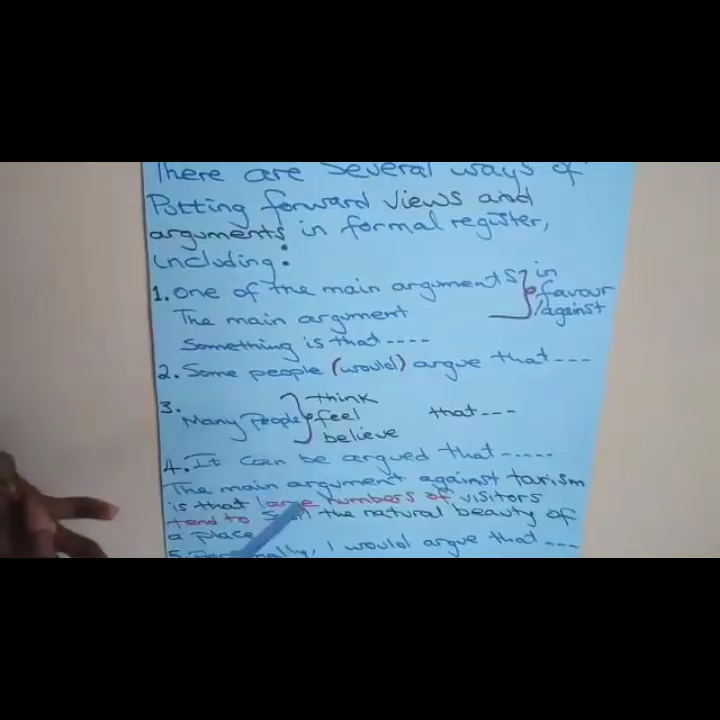 There are several ways of
Putting forward views and
arguments in formal register,
including:
1. One of the main arguments } in
favour
/against
The main argument
Something is that ----
2. Some people (would) argue that ---
3. Many People } think
feel that ---
believe
4. It can be argued that -----
The main argument against tarism
is that large numbers of visitors
tend to the natural beauty of
a place
5. Personally, I would argue that ---